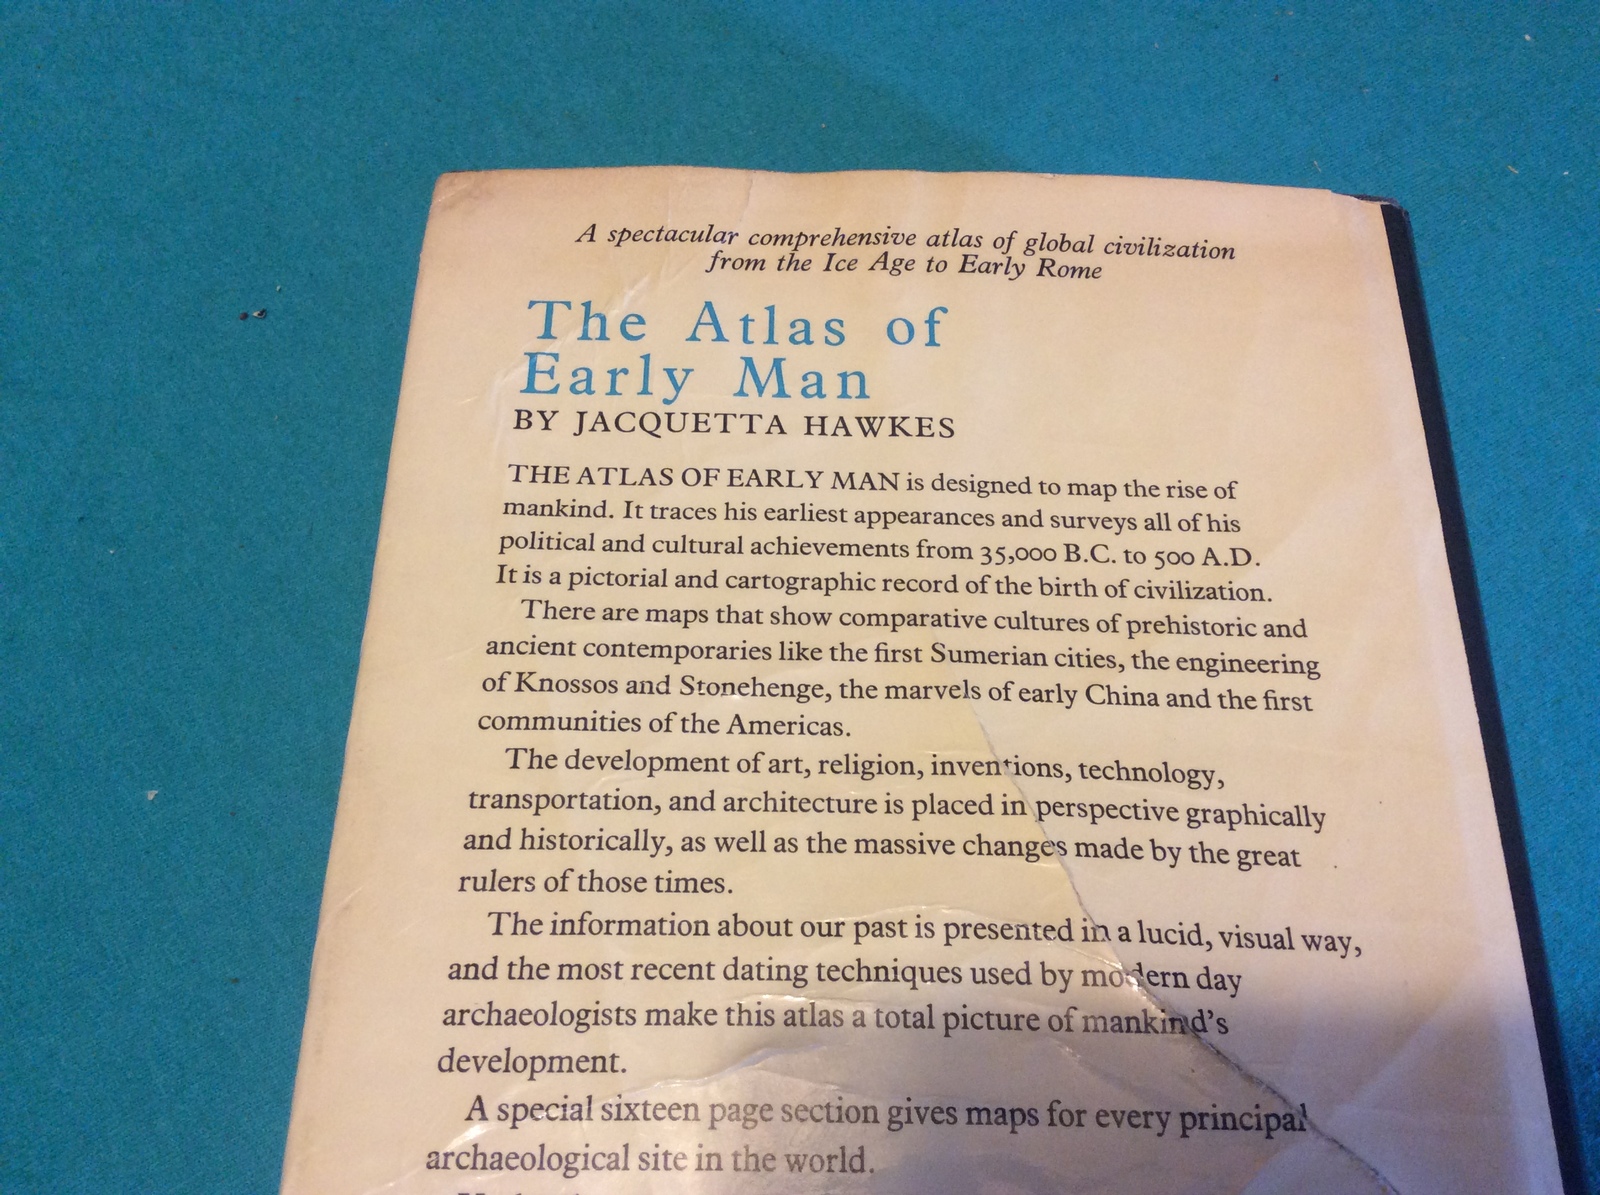 A spectacular comprehensive atlas of global civilization
from the Ice Age to Early Rome
The Atlas of
Early Man
BY JACQUETTA HAWKES
THE ATLAS OF EARLY MAN is designed to map the rise of
mankind. It traces his earliest appearances and surveys all of his
political and cultural achievements from 35,000 B.C. to 500 A.D.
It is a pictorial and cartographic record of the birth of civilization.
There are maps that show comparative cultures of prehistoric and
ancient contemporaries like the first Sumerian cities, the engineering
of Knossos and Stonehenge, the marvels of early China and the first
communities of the Americas.
The development of art, religion, inventions, technology,
transportation, and architecture is placed in perspective graphically
and historically, as well as the massive changes made by the great
rulers of those times.
The information about our past is presented in a lucid, visual way,
and the most recent dating techniques used by modern day
archaeologists make this atlas a total picture of mankind's
development.
A special sixteen page section gives maps for every principal
archaeological site in the world.